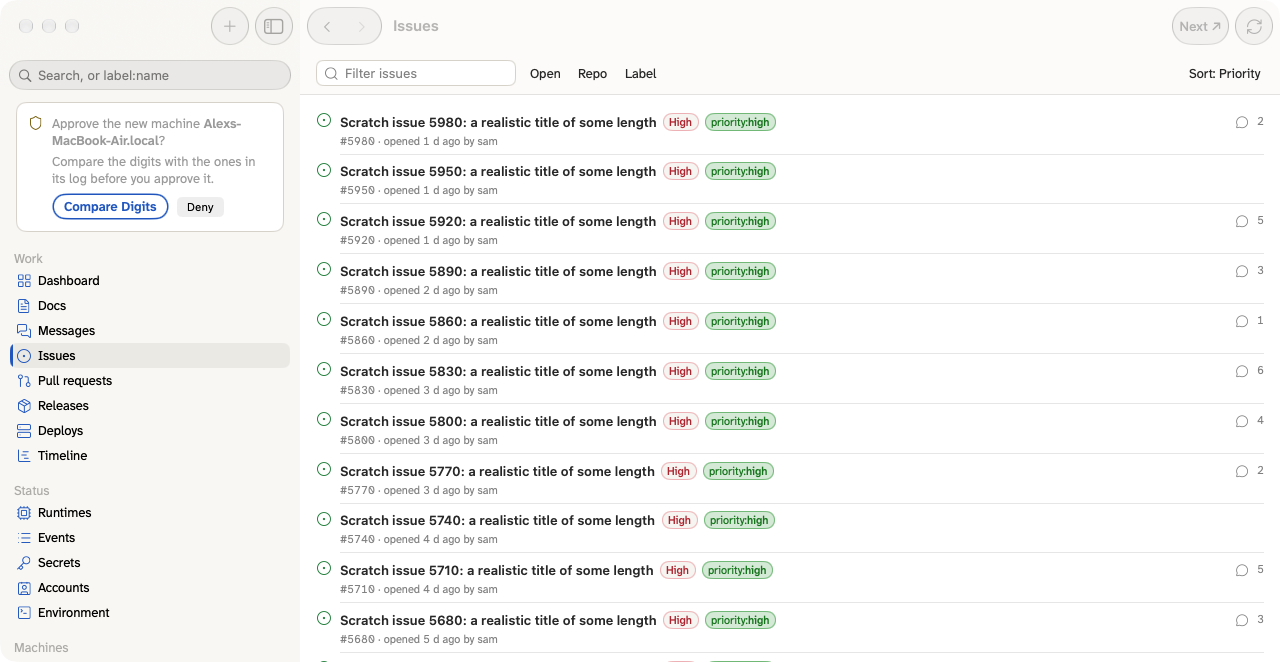 Issues
Next
Search, or label:name
Filter issues
Open
Repo
Label
Sort: Priority
Approve the new machine Alexs-
MacBook-Air.local?
Compare the digits with the ones in
its log before you approve it.
Compare Digits
Deny
Work
Dashboard
Docs
Messages
Issues
Pull requests
Releases
Deploys
Timeline
Status
Runtimes
Events
Secrets
Accounts
Environment
Machines
Scratch issue 5980: a realistic title of some length High priority:high 2
#5980 · opened 1 d ago by sam
Scratch issue 5950: a realistic title of some length High priority:high
#5950 · opened 1 d ago by sam
Scratch issue 5920: a realistic title of some length High priority:high 5
#5920 · opened 1 d ago by sam
Scratch issue 5890: a realistic title of some length High priority:high 3
#5890 · opened 2 d ago by sam
Scratch issue 5860: a realistic title of some length High priority:high 1
#5860 · opened 2 d ago by sam
Scratch issue 5830: a realistic title of some length High priority:high 6
#5830 · opened 3 d ago by sam
Scratch issue 5800: a realistic title of some length High priority:high 4
#5800 · opened 3 d ago by sam
Scratch issue 5770: a realistic title of some length High priority:high 2
#5770 · opened 3 d ago by sam
Scratch issue 5740: a realistic title of some length High priority:high
#5740 · opened 4 d ago by sam
Scratch issue 5710: a realistic title of some length High priority:high 5
#5710 · opened 4 d ago by sam
Scratch issue 5680: a realistic title of some length High priority:high 3
#5680 · opened 5 d ago by sam